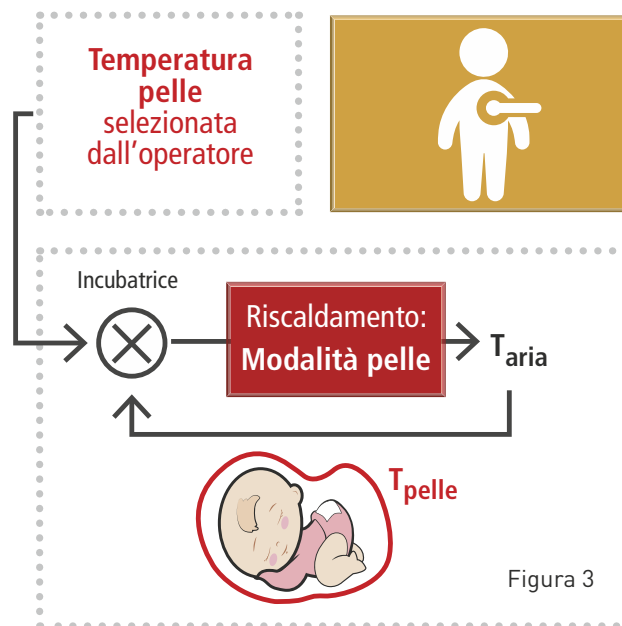 Temperatura
pelle
selezionata
dall'operatore
Incubatrice
Riscaldamento:
Modalità pelle
Taria
Tpelle
Figura 3